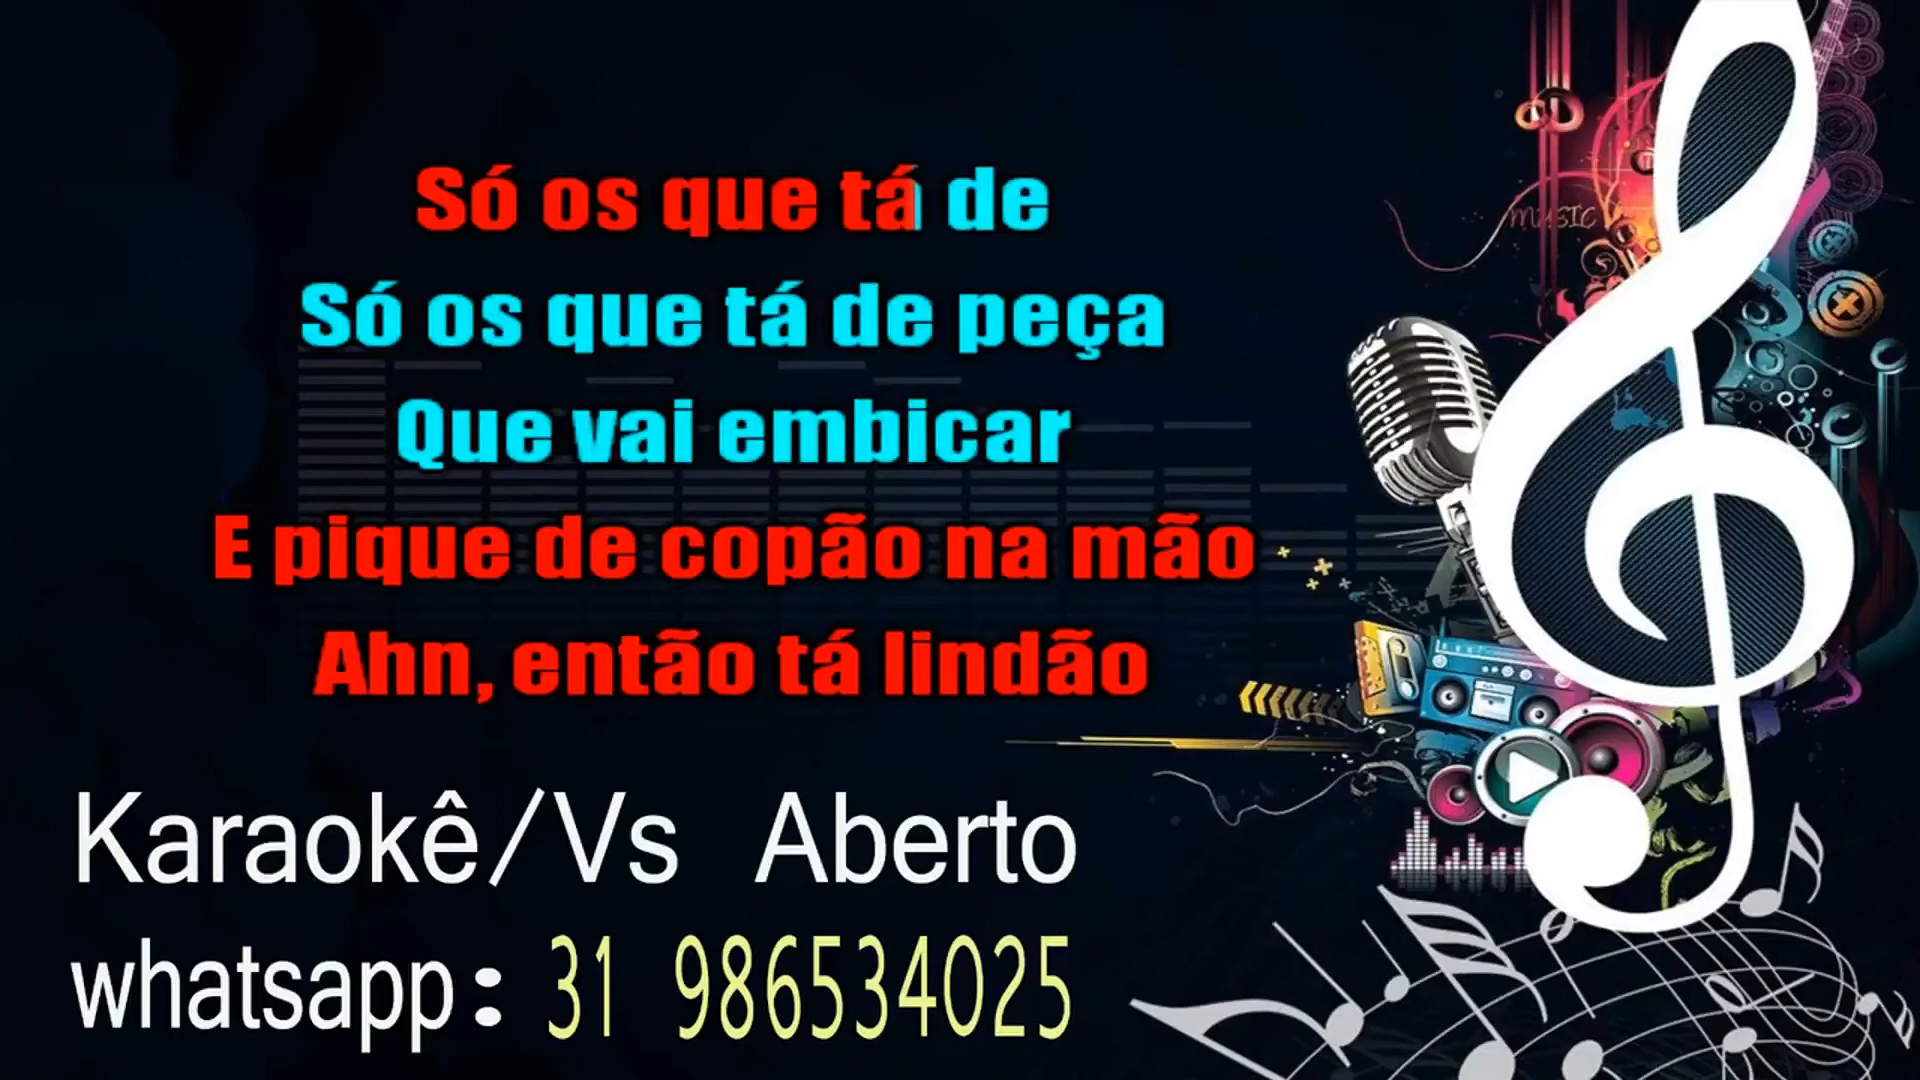 Só os que tá de
Só os que tá de peça
Que vai embicar
E pique de copão na mão
Ahn, então tá lindão
MUSIC
Karaokê/Vs Aberto
whatsapp: 31 986534025